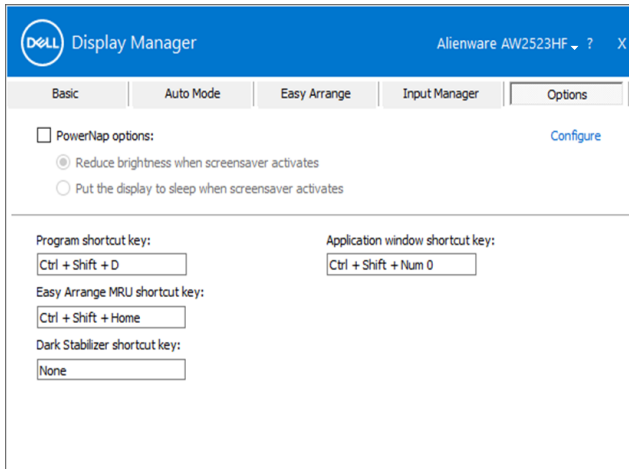 DELL Display Manager Alienware AW2523HF ? X
Basic Auto Mode Easy Arrange Input Manager Options
PowerNap options: Configure
Reduce brightness when screensaver activates
Put the display to sleep when screensaver activates
Program shortcut key: Application window shortcut key:
Ctrl + Shift + D Ctrl + Shift + Num 0
Easy Arrange MRU shortcut key:
Ctrl + Shift + Home
Dark Stabilizer shortcut key:
None